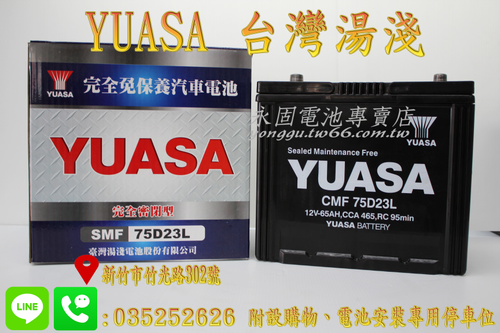 YUASA 台灣湯淺
YUASA
完全免保養汽車電池
YUASA
完全密閉型
SMF 75D23L
臺灣湯淺電池股份有限公司
永固電池專賣店
yonggu.tw66.com.tw
YUASA
Sealed Maintenance Free
YUASA
CMF 75D23L
12V-65AH,CCA 465,RC 95min
YUASA BATTERY
新竹市竹光路302號
LINE
:035252626 附設購物、電池安裝專用停車位